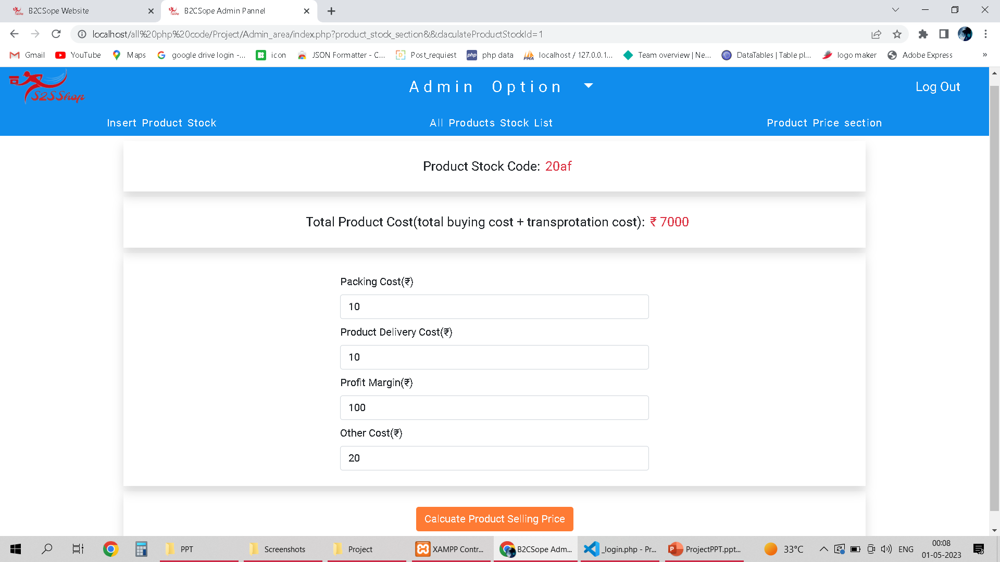 B2CSope Website
B2CSope Admin Pannel
localhost/all%20php%20code/Project/Admin_area/index.php?product_stock_section&&claculateProductStockId=1
Gmail YouTube Maps google drive login -... icon JSON Formatter - C... Post_requiest php data localhost / 127.0.0.1... Team overview | Ne... DataTables | Table pl... logo maker Adobe Express »
S2SShop
Admin Option
Log Out
Insert Product Stock
All Products Stock List
Product Price section
Product Stock Code: 20af
Total Product Cost(total buying cost + transprotation cost): ₹ 7000
Packing Cost(₹)
10
Product Delivery Cost(₹)
10
Profit Margin(₹)
100
Other Cost(₹)
20
Calcuate Product Selling Price
PPT
Screenshots
Project
XAMPP Contr...
B2CSope Adm...
_login.php - Pr...
ProjectPPT.ppt...
33°C
ENG
00:08
01-05-2023